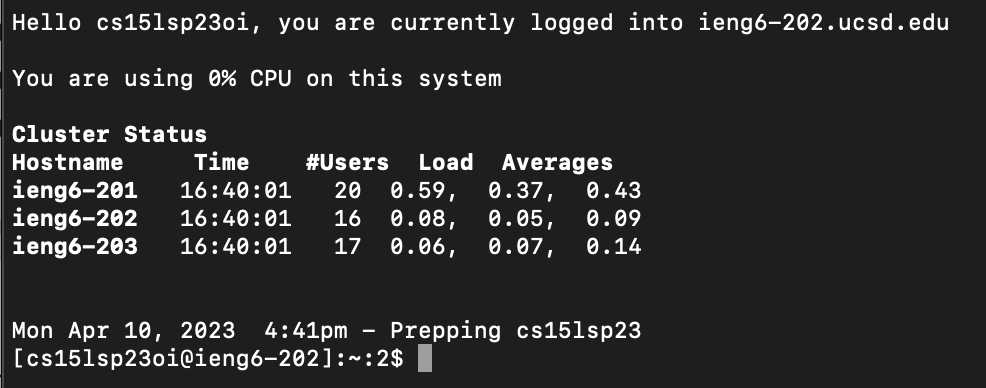 Hello cs15lsp23oi, you are currently logged into ieng6-202.ucsd.edu
You are using 0% CPU on this system
Cluster Status
Hostname     Time    #Users  Load  Averages
ieng6-201   16:40:01   20  0.59,  0.37,  0.43
ieng6-202   16:40:01   16  0.08,  0.05,  0.09
ieng6-203   16:40:01   17  0.06,  0.07,  0.14
Mon Apr 10, 2023  4:41pm - Prepping cs15lsp23
[cs15lsp23oi@ieng6-202]:~:2$